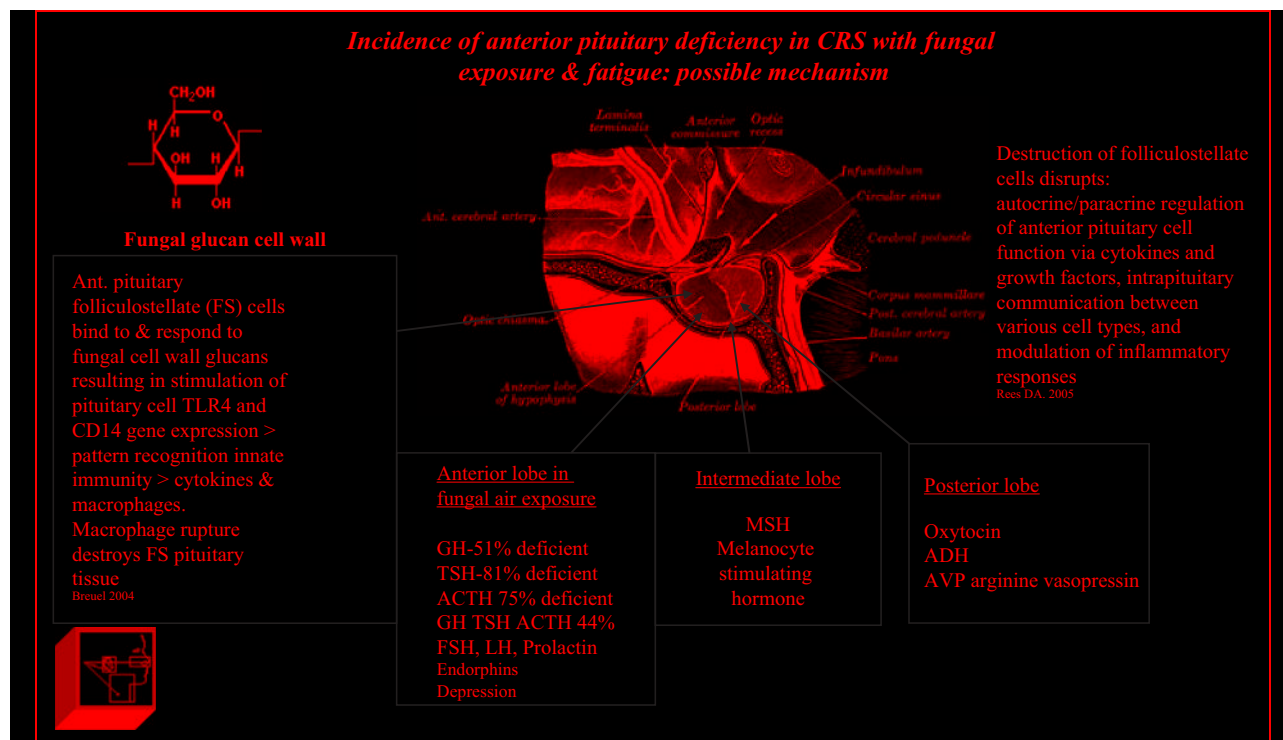 Incidence of anterior pituitary deficiency in CRS with fungal
exposure & fatigue: possible mechanism
CH₂OH
O
H
H
OH
H
H
H
OH
Fungal glucan cell wall
Ant. pituitary
folliculostellate (FS) cells
bind to & respond to
fungal cell wall glucans
resulting in stimulation of
pituitary cell TLR4 and
CD14 gene expression >
pattern recognition innate
immunity > cytokines &
macrophages.
Macrophage rupture
destroys FS pituitary
tissue
Breuel 2004
Lamina
terminalis
Anterior
commissure
Optic
recess
Infundibulum
Circular sinus
Ant. cerebral artery
Cerebral peduncle
Corpus mammillare
Post. cerebral artery
Basilar artery
Optic chiasma
Pons
Anterior lobe
of hypophysis
Posterior lobe
Destruction of folliculostellate
cells disrupts:
autocrine/paracrine regulation
of anterior pituitary cell
function via cytokines and
growth factors, intrapituitary
communication between
various cell types, and
modulation of inflammatory
responses
Rees DA. 2005
Anterior lobe in
fungal air exposure
GH-51% deficient
TSH-81% deficient
ACTH 75% deficient
GH TSH ACTH 44%
FSH, LH, Prolactin
Endorphins
Depression
Intermediate lobe
MSH
Melanocyte
stimulating
hormone
Posterior lobe
Oxytocin
ADH
AVP arginine vasopressin